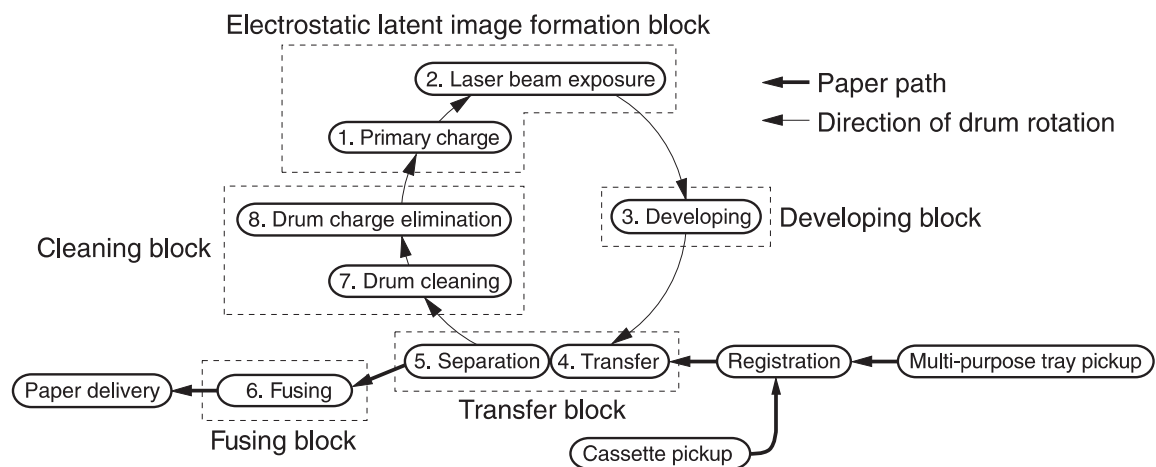 Electrostatic latent image formation block
2. Laser beam exposure
Paper path
Direction of drum rotation
1. Primary charge
8. Drum charge elimination
3. Developing
Developing block
Cleaning block
7. Drum cleaning
5. Separation
4. Transfer
Registration
Multi-purpose tray pickup
Paper delivery
6. Fusing
Transfer block
Fusing block
Cassette pickup